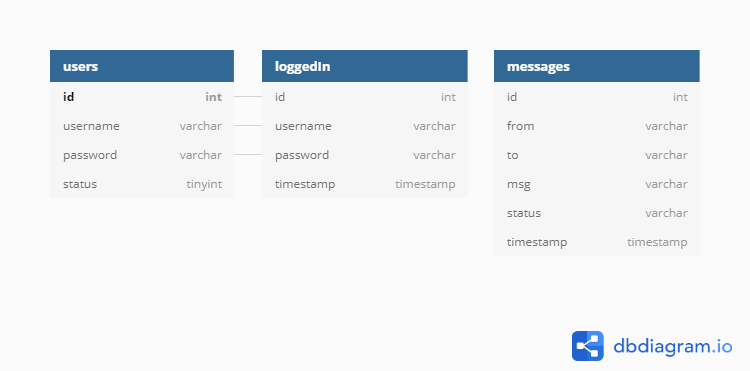 users
id int
username varchar
password varchar
status tinyint
loggedIn
id int
username varchar
password varchar
timestamp timestamp
messages
id int
from varchar
to varchar
msg varchar
status varchar
timestamp timestamp
dbdiagram.io